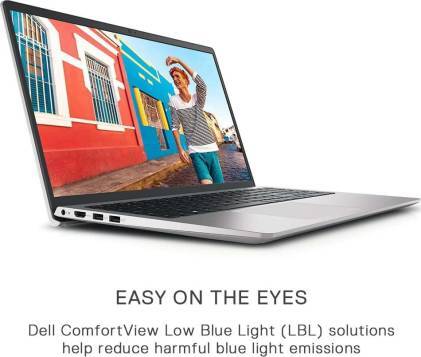 EASY ON THE EYES
Dell ComfortView Low Blue Light (LBL) solutions
help reduce harmful blue light emissions